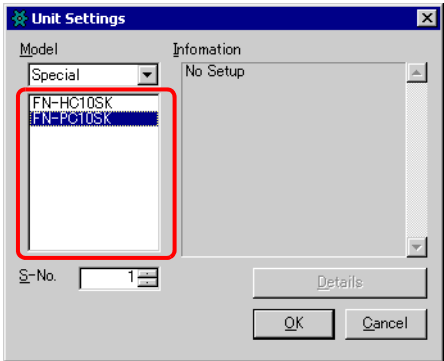 Unit Settings
Model
Infomation
Special
No Setup
FN-HC10SK
FN-PC10SK
S-No.
1
Details
OK
Cancel